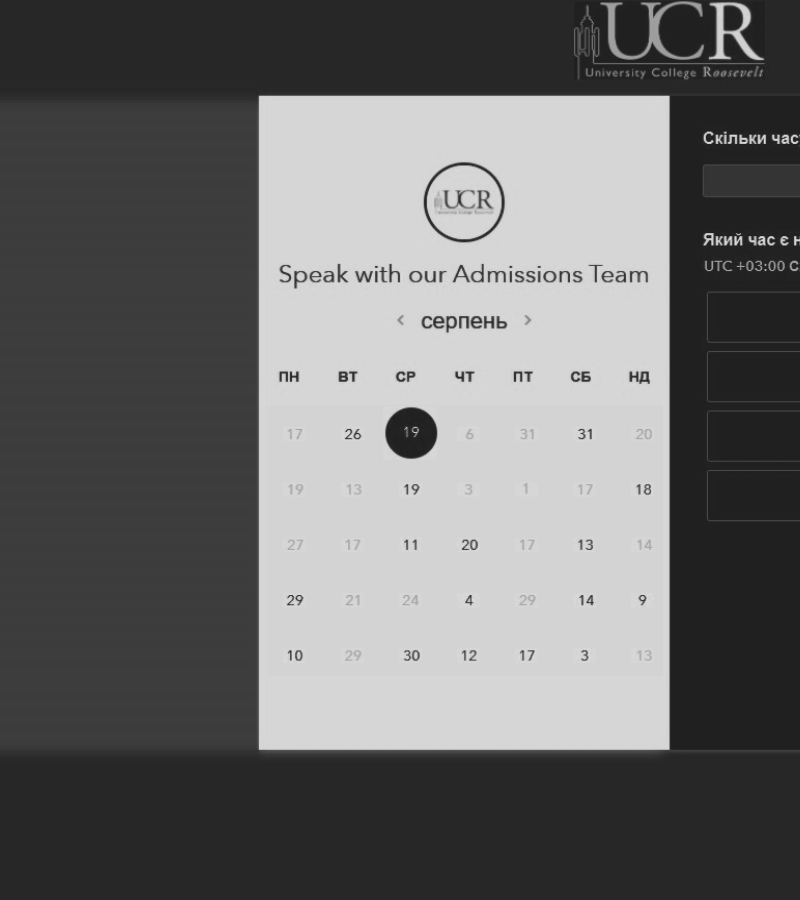 UCR
University College Roosevelt
UCR
Speak with our Admissions Team
< серпень >
ПН ВТ СР ЧТ ПТ СБ НД
17 26 19 6 31 31 20
19 13 19 3 1 17 18
27 17 11 20 17 13 14
29 21 24 4 29 14 9
10 29 30 12 17 3 13
Скільки час
Який час є н
UTC +03:00 С